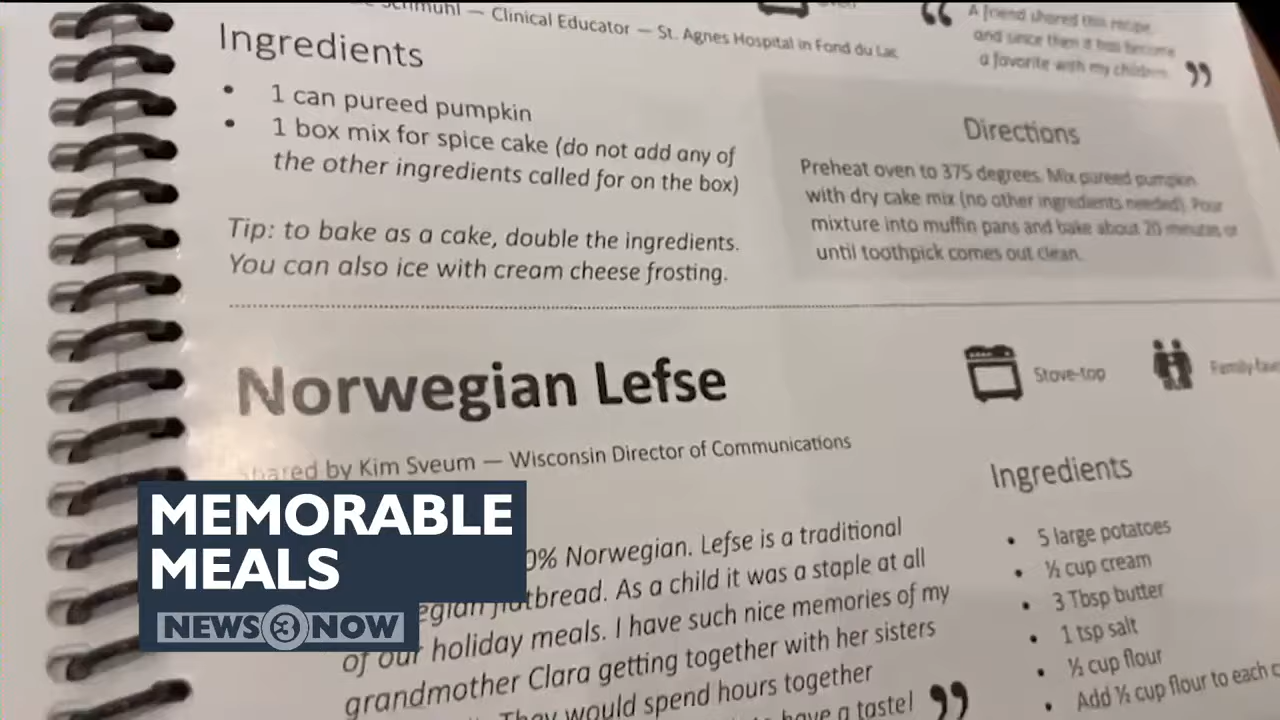 Schmuhl — Clinical Educator — St. Agnes Hospital in Fond du Lac
A friend shared this recipe,
and since then it has become
a favorite with my children. ”
Ingredients
• 1 can pureed pumpkin
• 1 box mix for spice cake (do not add any of
the other ingredients called for on the box)
Tip: to bake as a cake, double the ingredients.
You can also ice with cream cheese frosting.
Directions
Preheat oven to 375 degrees. Mix pureed pumpkin
with dry cake mix (no other ingredients needed). Pour
mixture into muffin pans and bake about 20 minutes or
until toothpick comes out clean.
Norwegian Lefse
Stove-top
Shared by Kim Sveum — Wisconsin Director of Communications
0% Norwegian. Lefse is a traditional
egian flatbread. As a child it was a staple at all
of our holiday meals. I have such nice memories of my
grandmother Clara getting together with her sisters
They would spend hours together
have a taste! ”
Ingredients
• 5 large potatoes
• ½ cup cream
• 3 Tbsp butter
• 1 tsp salt
• ½ cup flour
• Add ½ cup flour to each c
MEMORABLE
MEALS
NEWS 3 NOW